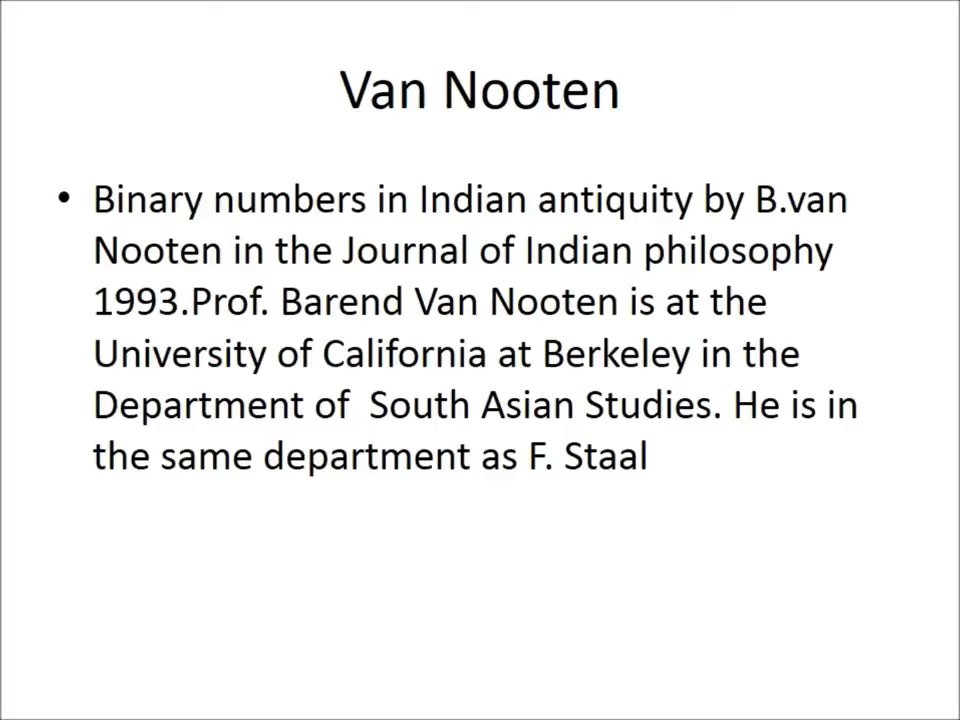 Van Nooten
• Binary numbers in Indian antiquity by B.van
Nooten in the Journal of Indian philosophy
1993.Prof. Barend Van Nooten is at the
University of California at Berkeley in the
Department of  South Asian Studies. He is in
the same department as F. Staal